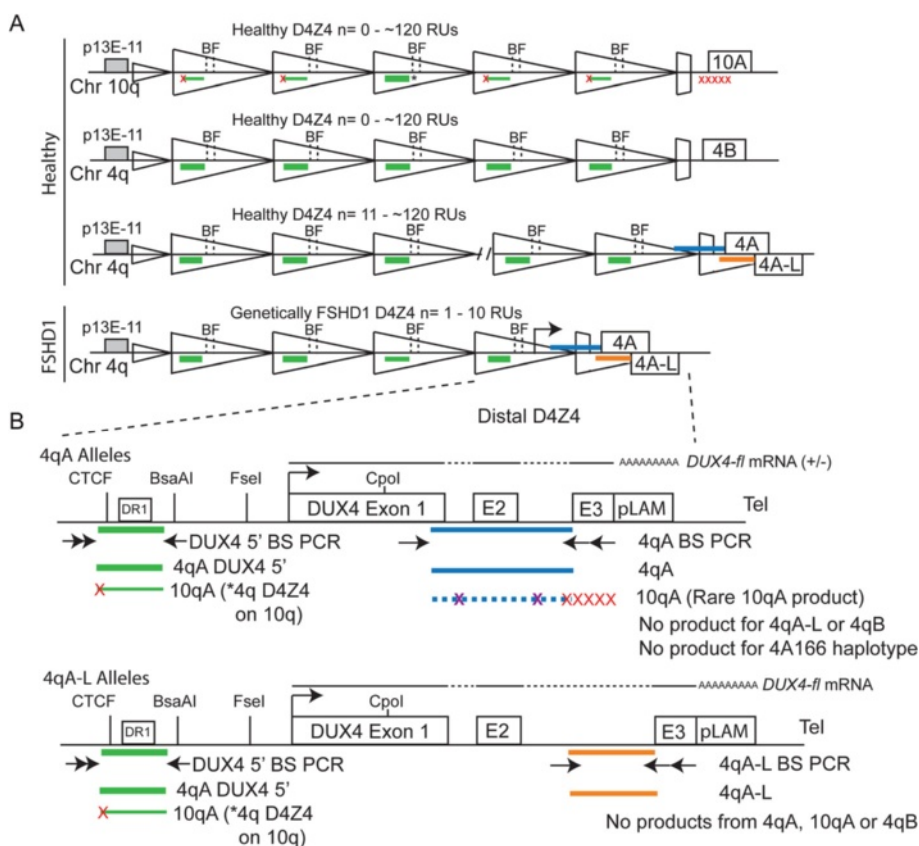 A
Healthy D4Z4 n= 0 - ~120 RUs
p13E-11 BF BF BF BF BF 10A
X X * X X XXXXX
Chr 10q
Healthy D4Z4 n= 0 - ~120 RUs
p13E-11 BF BF BF BF BF 4B
Chr 4q
Healthy
Healthy D4Z4 n= 11 - ~120 RUs
p13E-11 BF BF BF BF BF 4A
Chr 4q 4A-L
FSHD1
Genetically FSHD1 D4Z4 n= 1 - 10 RUs
p13E-11 BF BF BF BF 4A
Chr 4q 4A-L
Distal D4Z4
B
4qA Alleles
CTCF BsaAI FseI CpoI AAAAAAAAA DUX4-fl mRNA (+/-)
DR1 DUX4 Exon 1 E2 E3 pLAM Tel
DUX4 5' BS PCR 4qA BS PCR
4qA DUX4 5' 4qA
X 10qA (*4q D4Z4 X X XXXXX 10qA (Rare 10qA product)
on 10q)
No product for 4qA-L or 4qB
No product for 4A166 haplotype
4qA-L Alleles
CTCF BsaAI FseI CpoI AAAAAAAAA DUX4-fl mRNA
DR1 DUX4 Exon 1 E2 E3 pLAM Tel
DUX4 5' BS PCR 4qA-L BS PCR
4qA DUX4 5' 4qA-L
X 10qA (*4q D4Z4 No products from 4qA, 10qA or 4qB
on 10q)